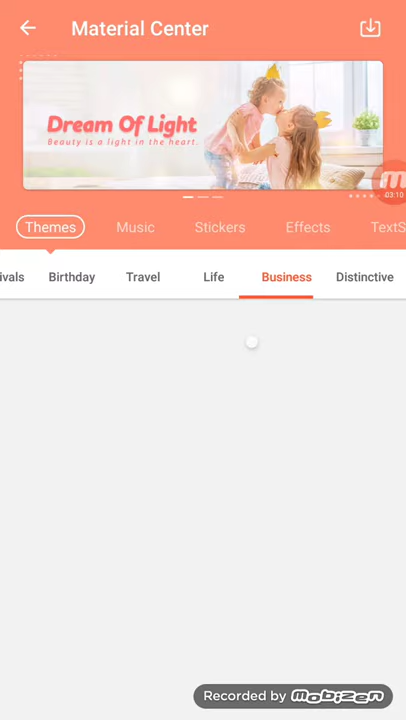 Material Center
Dream Of Light
Beauty is a light in the heart.
03:10
Themes Music Stickers Effects TextS
ivals Birthday Travel Life Business Distinctive
Recorded by mobizen